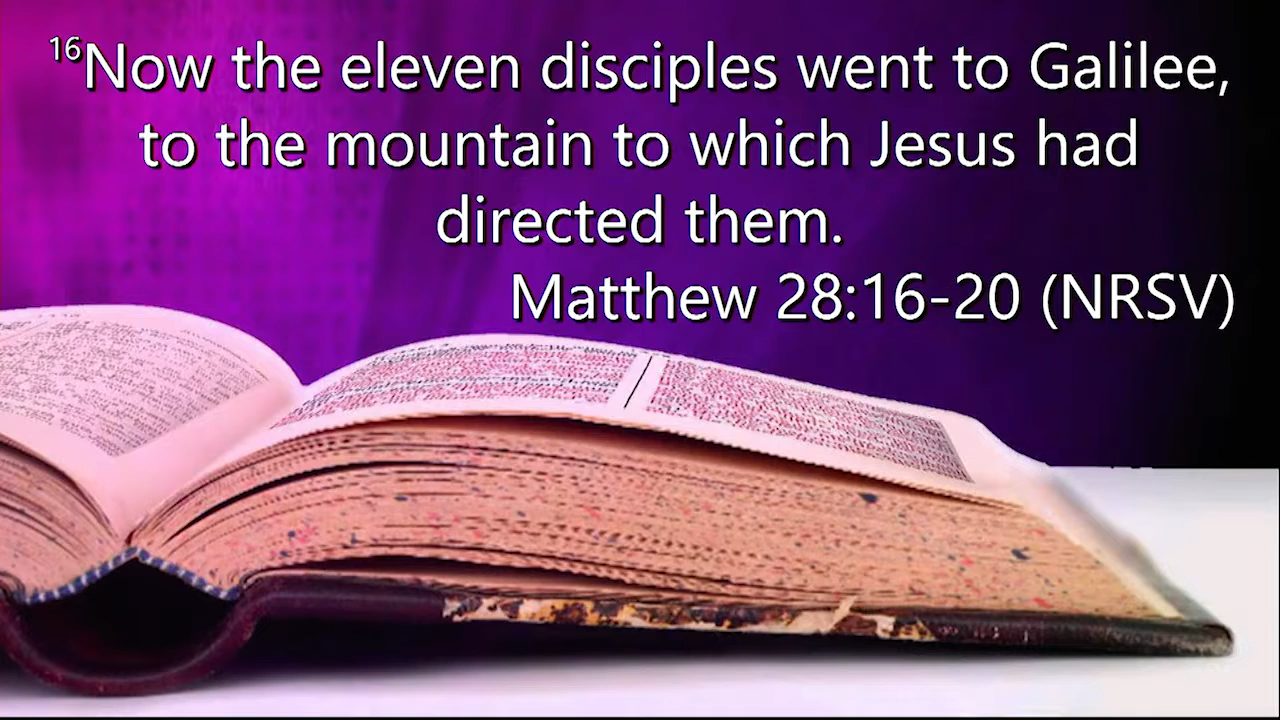 ¹⁶Now the eleven disciples went to Galilee,
to the mountain to which Jesus had
directed them.
Matthew 28:16-20 (NRSV)